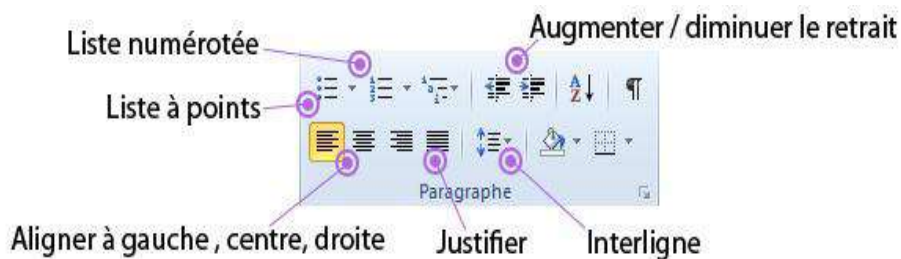 Augmenter / diminuer le retrait
Liste numérotée
Liste à points
Paragraphe
Aligner à gauche , centre, droite
Justifier
Interligne